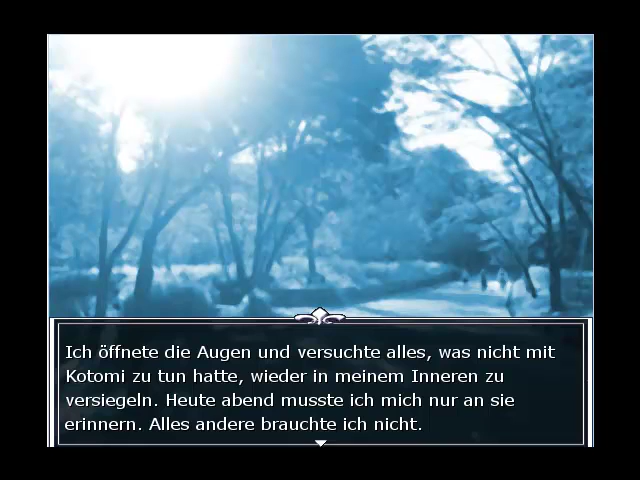 Ich öffnete die Augen und versuchte alles, was nicht mit
Kotomi zu tun hatte, wieder in meinem Inneren zu
versiegeln. Heute abend musste ich mich nur an sie
erinnern. Alles andere brauchte ich nicht.